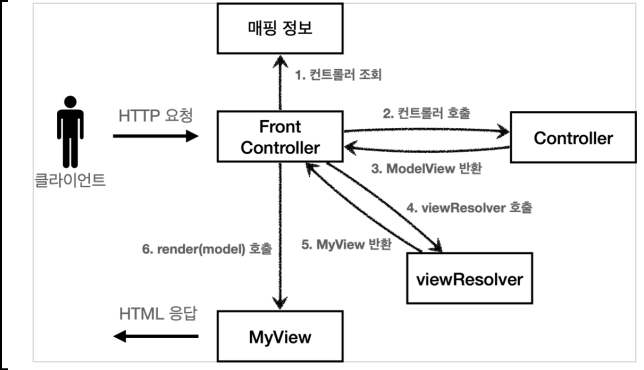 매핑 정보
1. 컨트롤러 조회
HTTP 요청
Front
Controller
2. 컨트롤러 호출
Controller
3. ModelView 반환
클라이언트
4. viewResolver 호출
5. MyView 반환
6. render(model) 호출
viewResolver
HTML 응답
MyView